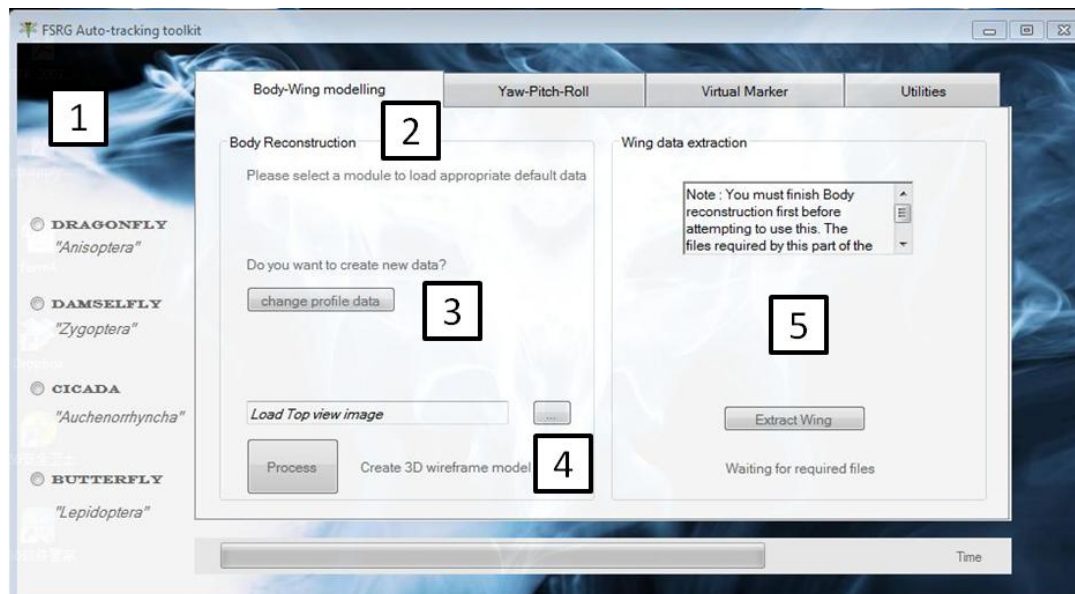 FSRG Auto-tracking toolkit
1
Body-Wing modelling
Yaw-Pitch-Roll
Virtual Marker
Utilities
2
Body Reconstruction
Please select a module to load appropriate default data
Do you want to create new data?
change profile data
3
Load Top view image
...
Process
Create 3D wireframe model
4
Wing data extraction
Note : You must finish Body
reconstruction first before
attempting to use this. The
files required by this part of the
5
Extract Wing
Waiting for required files
DRAGONFLY
"Anisoptera"
DAMSELFLY
"Zygoptera"
CICADA
"Auchenorrhyncha"
BUTTERFLY
"Lepidoptera"
Time